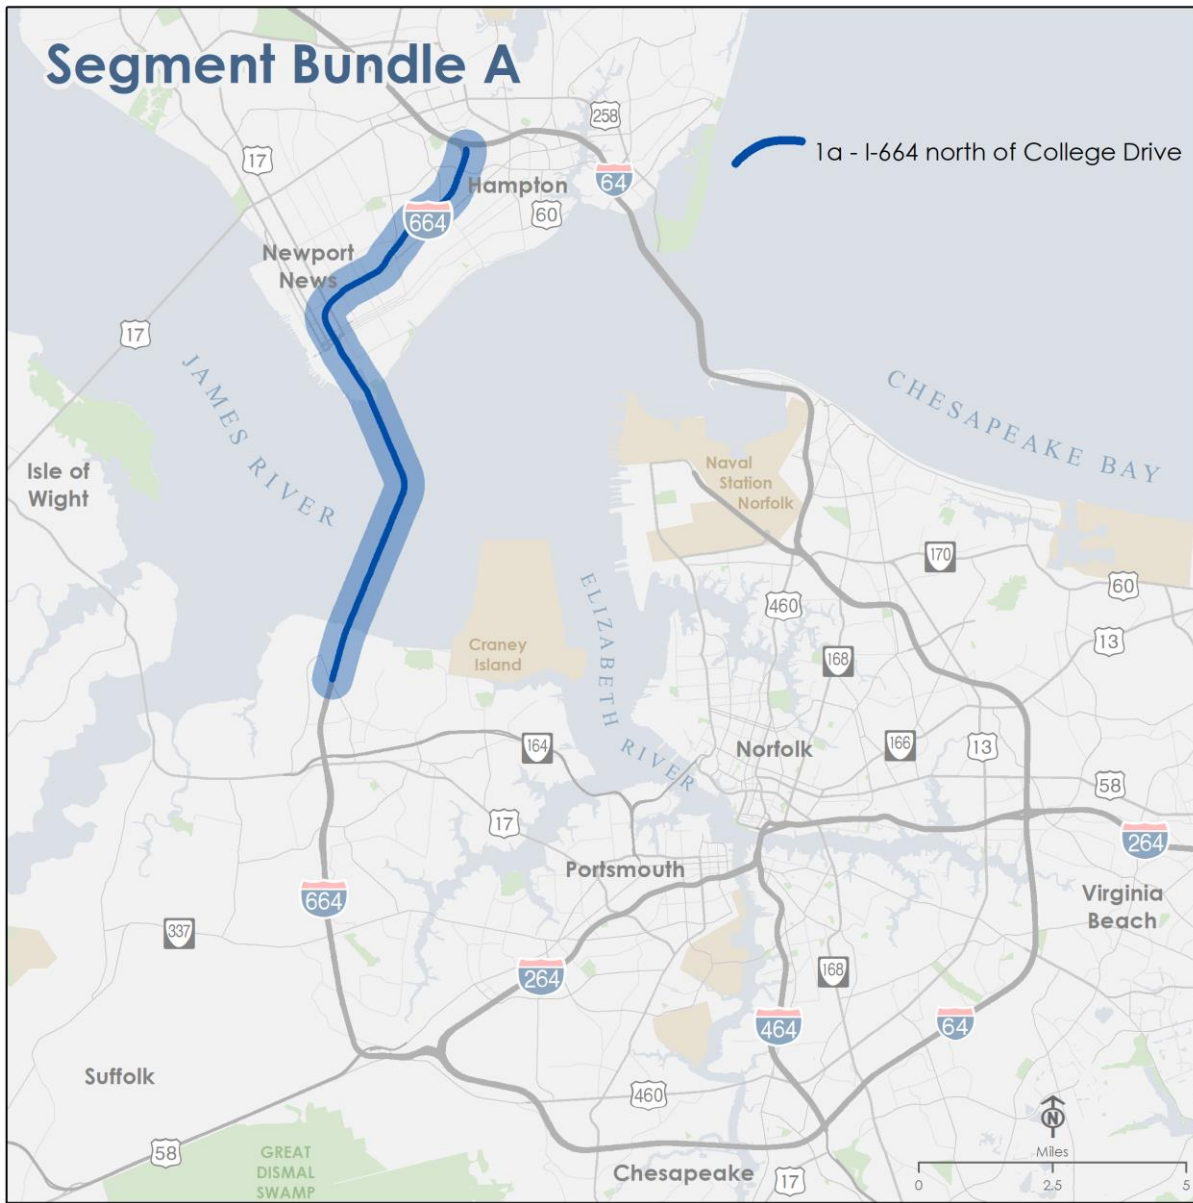 Segment Bundle A
1a - I-664 north of College Drive
258
17
64
Hampton
60
664
Newport
News
17
JAMES RIVER
CHESAPEAKE BAY
Isle of
Wight
Naval
Station
Norfolk
170
60
460
13
ELIZABETH RIVER
Craney
Island
168
164
Norfolk
166
13
58
17
264
Portsmouth
664
Virginia
Beach
337
264
168
464
64
Suffolk
460
N
58
GREAT
DISMAL
SWAMP
Miles
Chesapeake
17
0 2.5 5